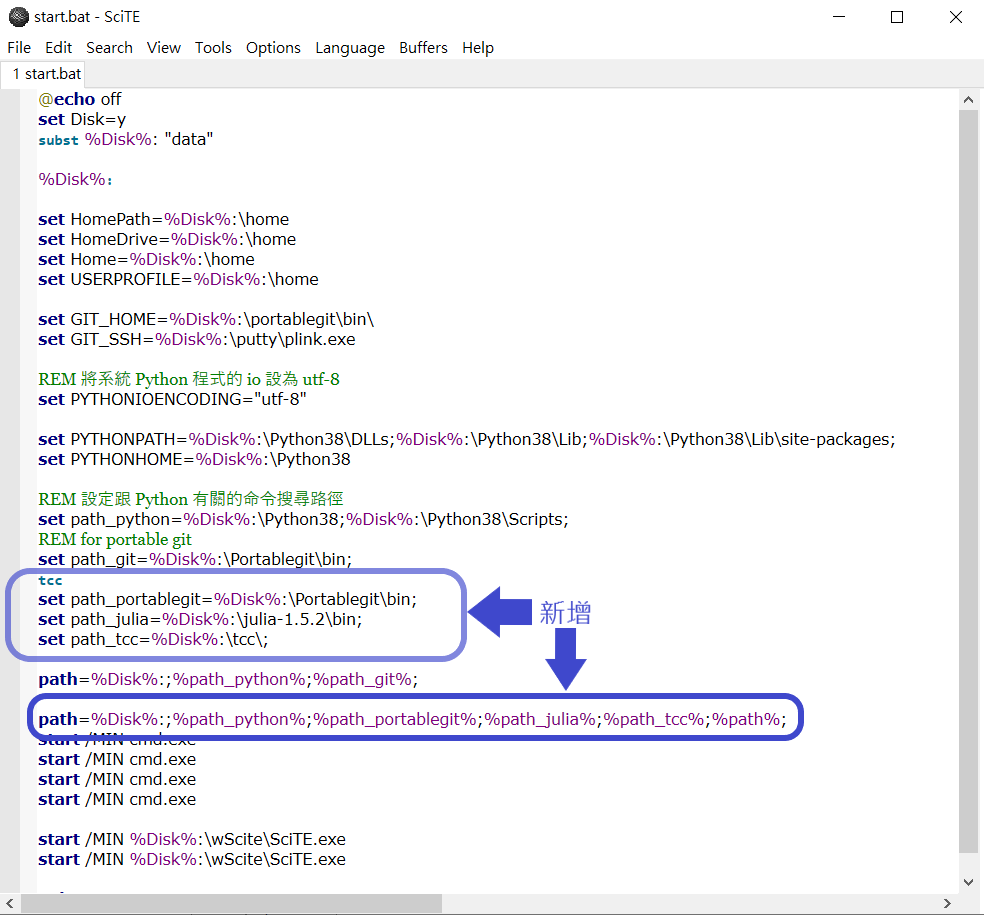 start.bat - SciTE
File Edit Search View Tools Options Language Buffers Help
1 start.bat
@echo off
set Disk=y
subst %Disk%: "data"
%Disk%:
set HomePath=%Disk%:\home
set HomeDrive=%Disk%:\home
set Home=%Disk%:\home
set USERPROFILE=%Disk%:\home
set GIT_HOME=%Disk%:\portablegit\bin\
set GIT_SSH=%Disk%:\putty\plink.exe
REM 將系統 Python 程式的 io 設為 utf-8
set PYTHONIOENCODING="utf-8"
set PYTHONPATH=%Disk%:\Python38\DLLs;%Disk%:\Python38\Lib;%Disk%:\Python38\Lib\site-packages;
set PYTHONHOME=%Disk%:\Python38
REM 設定跟 Python 有關的命令搜尋路徑
set path_python=%Disk%:\Python38;%Disk%:\Python38\Scripts;
REM for portable git
set path_git=%Disk%:\Portablegit\bin;
tcc
set path_portablegit=%Disk%:\Portablegit\bin;
set path_julia=%Disk%:\julia-1.5.2\bin;
set path_tcc=%Disk%:\tcc\;
新增
path=%Disk%:;%path_python%;%path_git%;
path=%Disk%:;%path_python%;%path_portablegit%;%path_julia%;%path_tcc%;%path%;
start /MIN cmd.exe
start /MIN cmd.exe
start /MIN cmd.exe
start /MIN cmd.exe
start /MIN %Disk%:\wScite\SciTE.exe
start /MIN %Disk%:\wScite\SciTE.exe